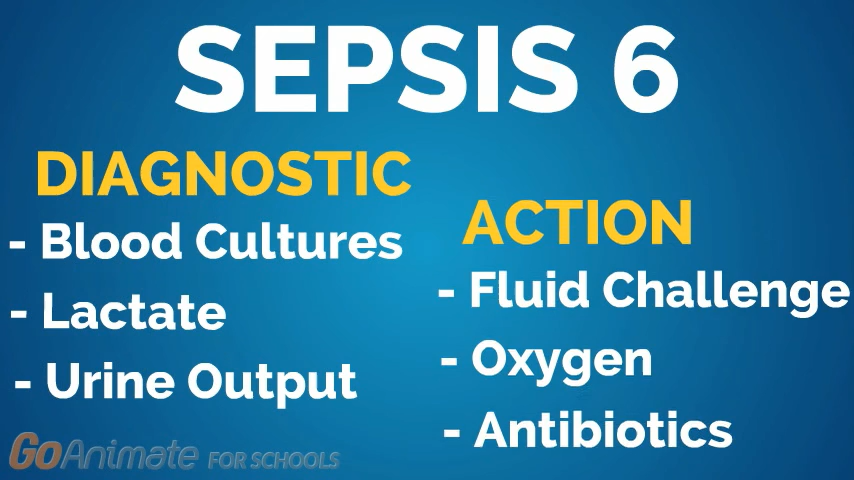 SEPSIS 6
DIAGNOSTIC
- Blood Cultures
- Lactate
- Urine Output
ACTION
- Fluid Challenge
- Oxygen
- Antibiotics
GoAnimate FOR SCHOOLS